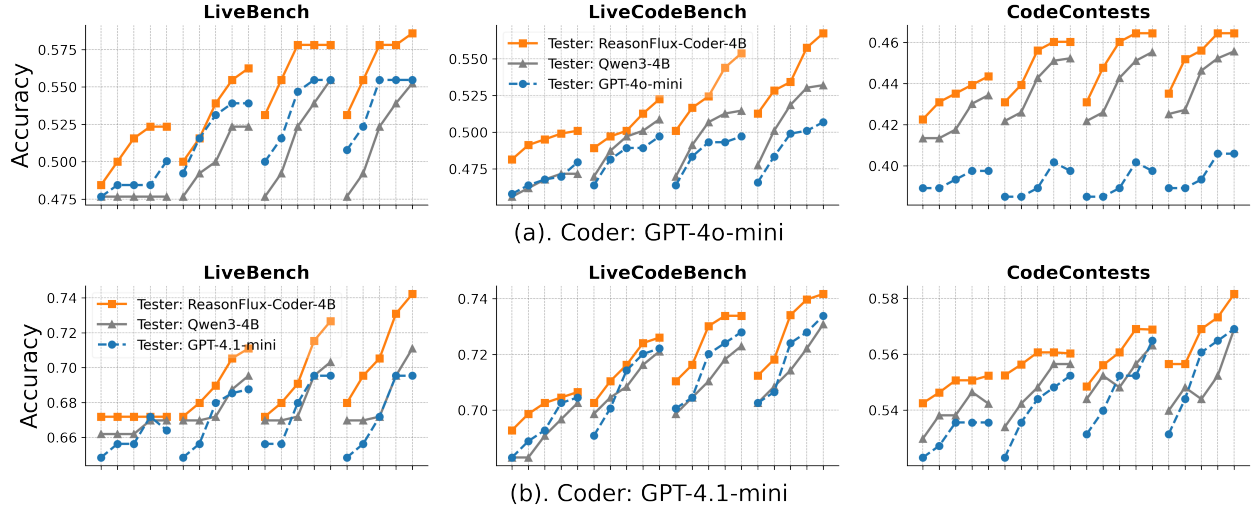 LiveBench
LiveCodeBench
CodeContests
Accuracy
0.575
0.550
0.525
0.500
0.475
0.550
0.525
0.500
0.475
Tester: ReasonFlux-Coder-4B
Tester: Qwen3-4B
Tester: GPT-4o-mini
0.46
0.44
0.42
0.40
(a). Coder: GPT-4o-mini
LiveBench
LiveCodeBench
CodeContests
Accuracy
0.74
0.72
0.70
0.68
0.66
Tester: ReasonFlux-Coder-4B
Tester: Qwen3-4B
Tester: GPT-4.1-mini
0.74
0.72
0.70
0.58
0.56
0.54
(b). Coder: GPT-4.1-mini